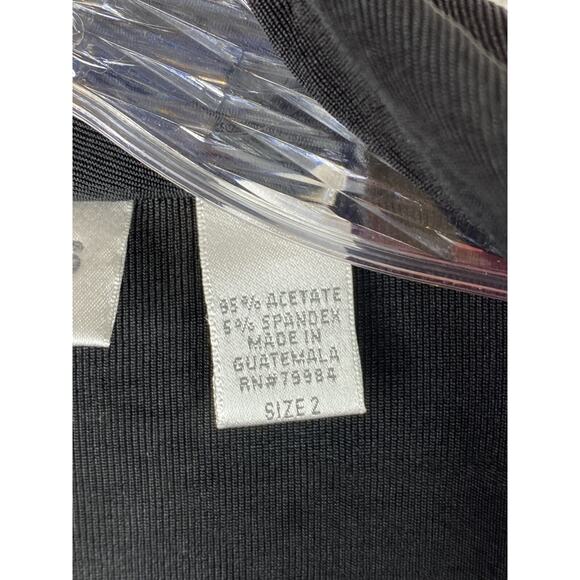 95% ACETATE
5% SPANDEX
MADE IN
GUATEMALA
RN#79984
SIZE 2
S